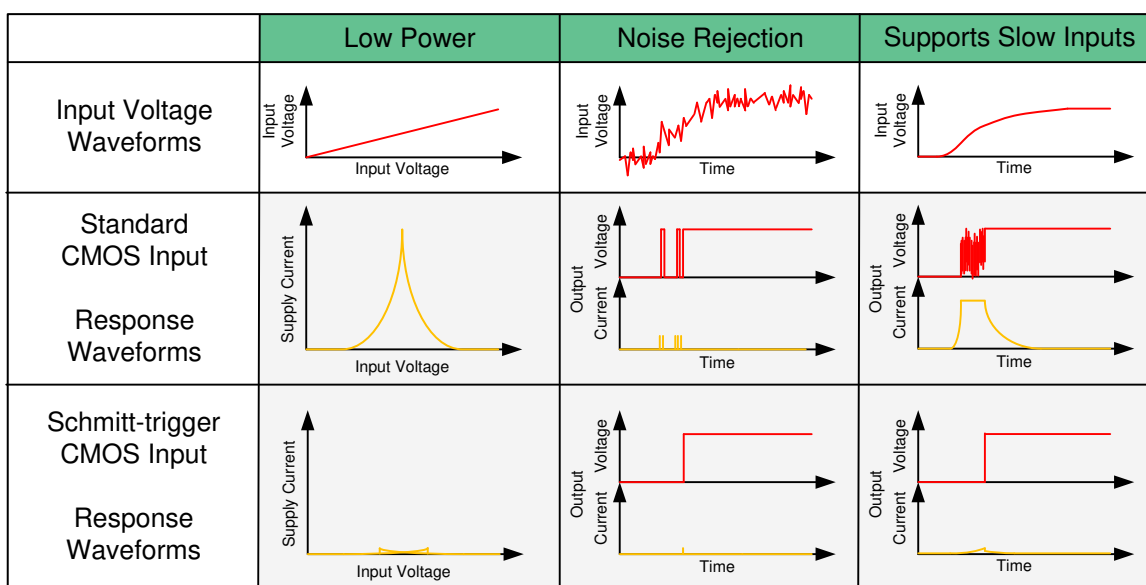 Low Power
Noise Rejection
Supports Slow Inputs
Input Voltage
Waveforms
Input
Voltage
Input Voltage
Input
Voltage
Time
Input
Voltage
Time
Standard
CMOS Input
Response
Waveforms
Supply Current
Input Voltage
Output
Voltage
Current
Time
Output
Voltage
Current
Time
Schmitt-trigger
CMOS Input
Response
Waveforms
Supply Current
Input Voltage
Output
Voltage
Current
Time
Output
Voltage
Current
Time